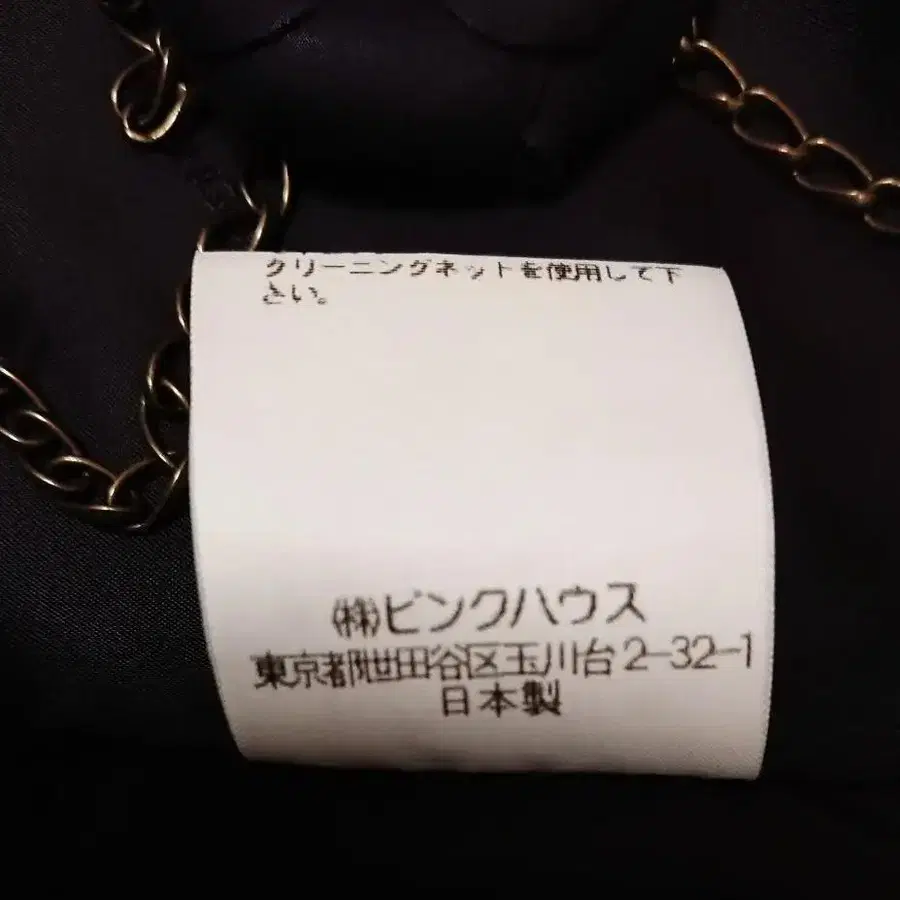 クリーニングネットを使用して下
さい。
㈱ピンクハウス
東京都世田谷区玉川台2-32-1
日本製